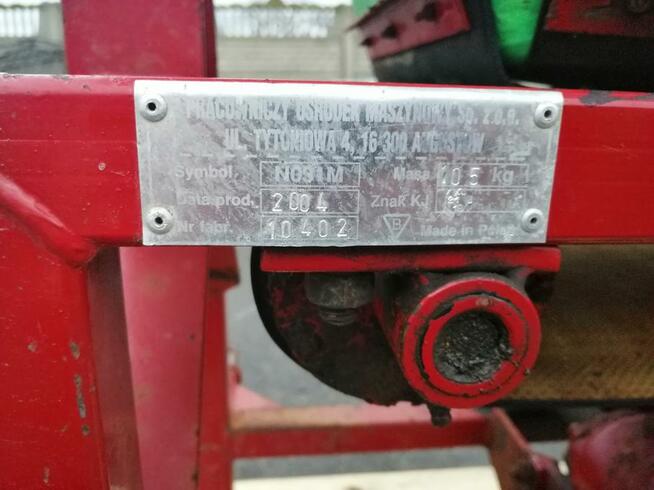 PRACOWNICZY OŚRODEK MASZYNOWY Sp. z o.o.
UL. TYTONIOWA 4, 16-300 AUGUSTÓW
Symbol. N091M Masa 105 kg
Data prod. 2004 Znak KJ
Nr fabr. 10402 B Made in Poland